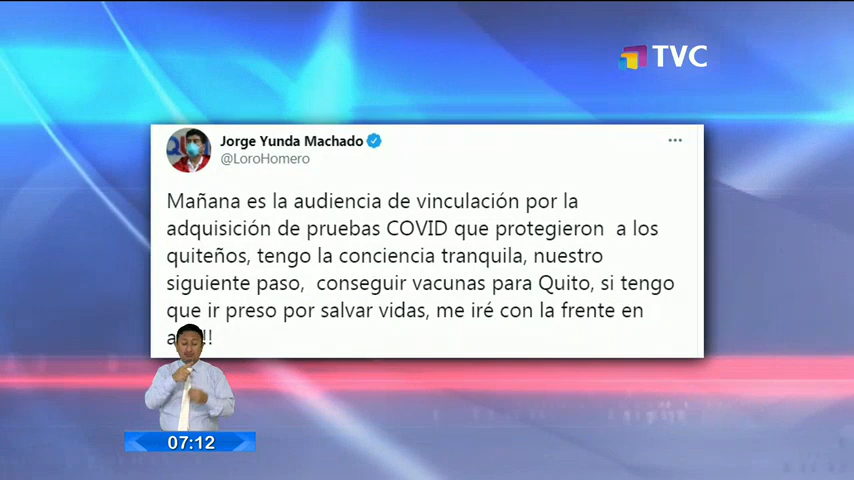 TVC
Jorge Yunda Machado
@LoroHomero
Mañana es la audiencia de vinculación por la
adquisición de pruebas COVID que protegieron a los
quiteños, tengo la conciencia tranquila, nuestro
siguiente paso, conseguir vacunas para Quito, si tengo
que ir preso por salvar vidas, me iré con la frente en
07:12